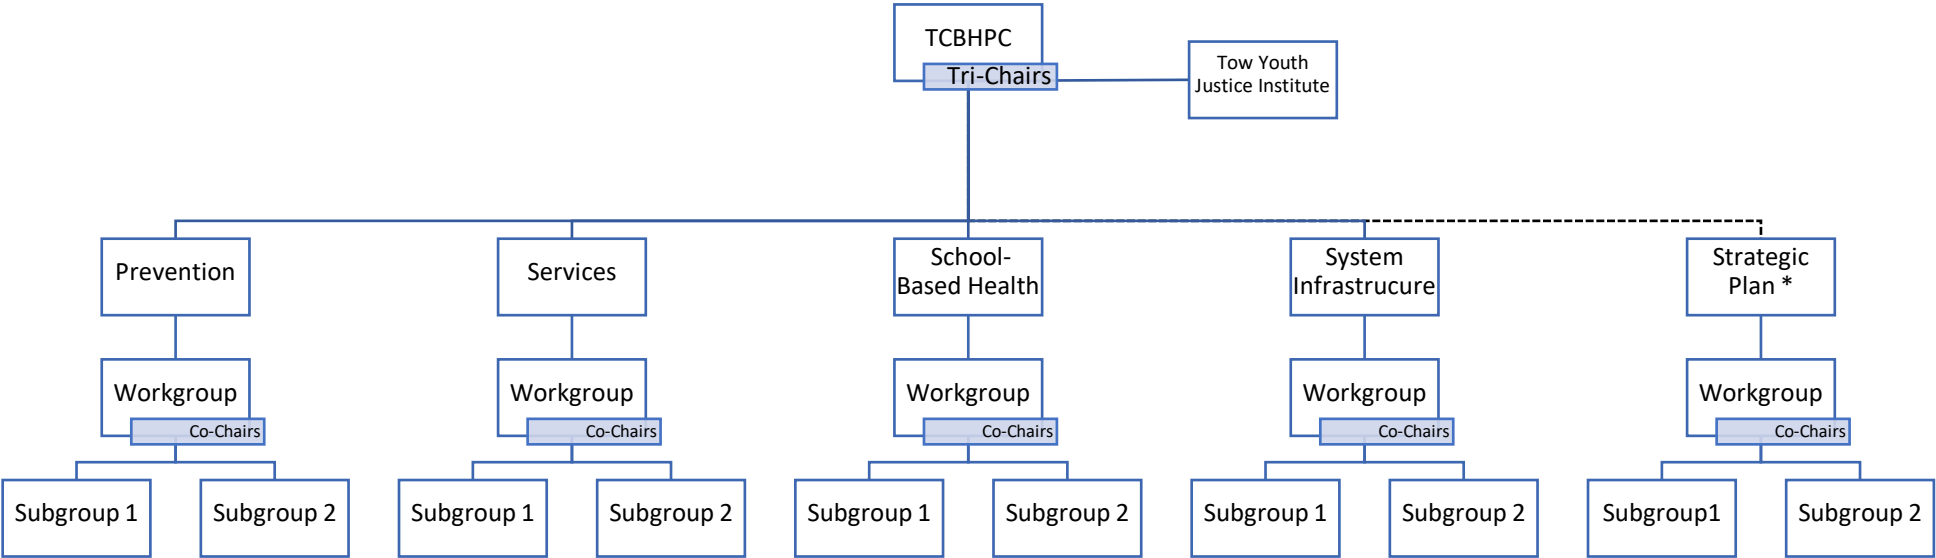 TCBHPC
Tri-Chairs
Tow Youth
Justice Institute
Prevention
Services
School-
Based Health
System
Infrastrucure
Strategic
Plan *
Workgroup
Co-Chairs
Workgroup
Co-Chairs
Workgroup
Co-Chairs
Workgroup
Co-Chairs
Workgroup
Co-Chairs
Subgroup 1
Subgroup 2
Subgroup 1
Subgroup 2
Subgroup 1
Subgroup 2
Subgroup 1
Subgroup 2
Subgroup1
Subgroup 2